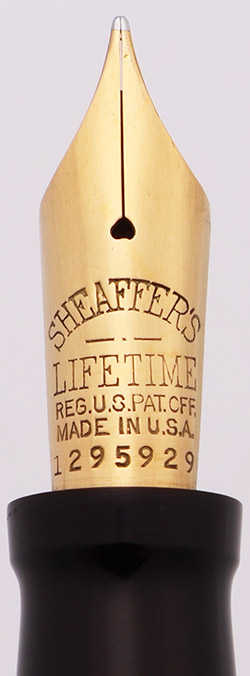 SHEAFFER'S
LIFETIME
REG.U.S.PAT.OFF.
MADE IN U.S.A.
1295929